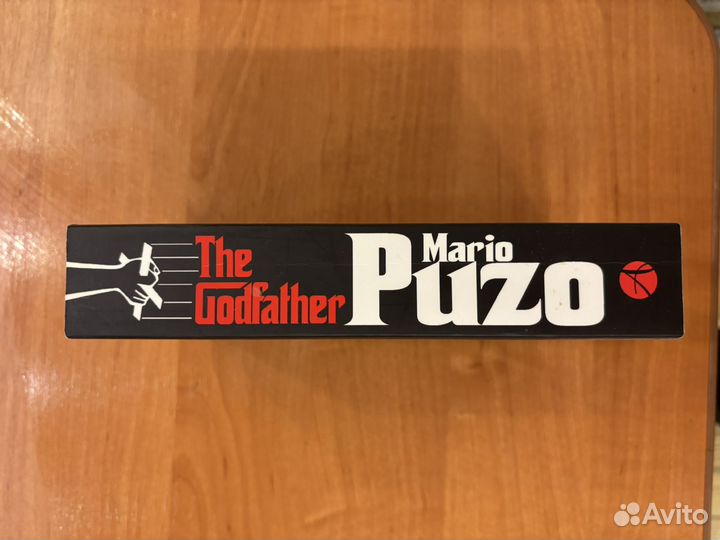 The
Godfather
Mario
Puzo
Avito